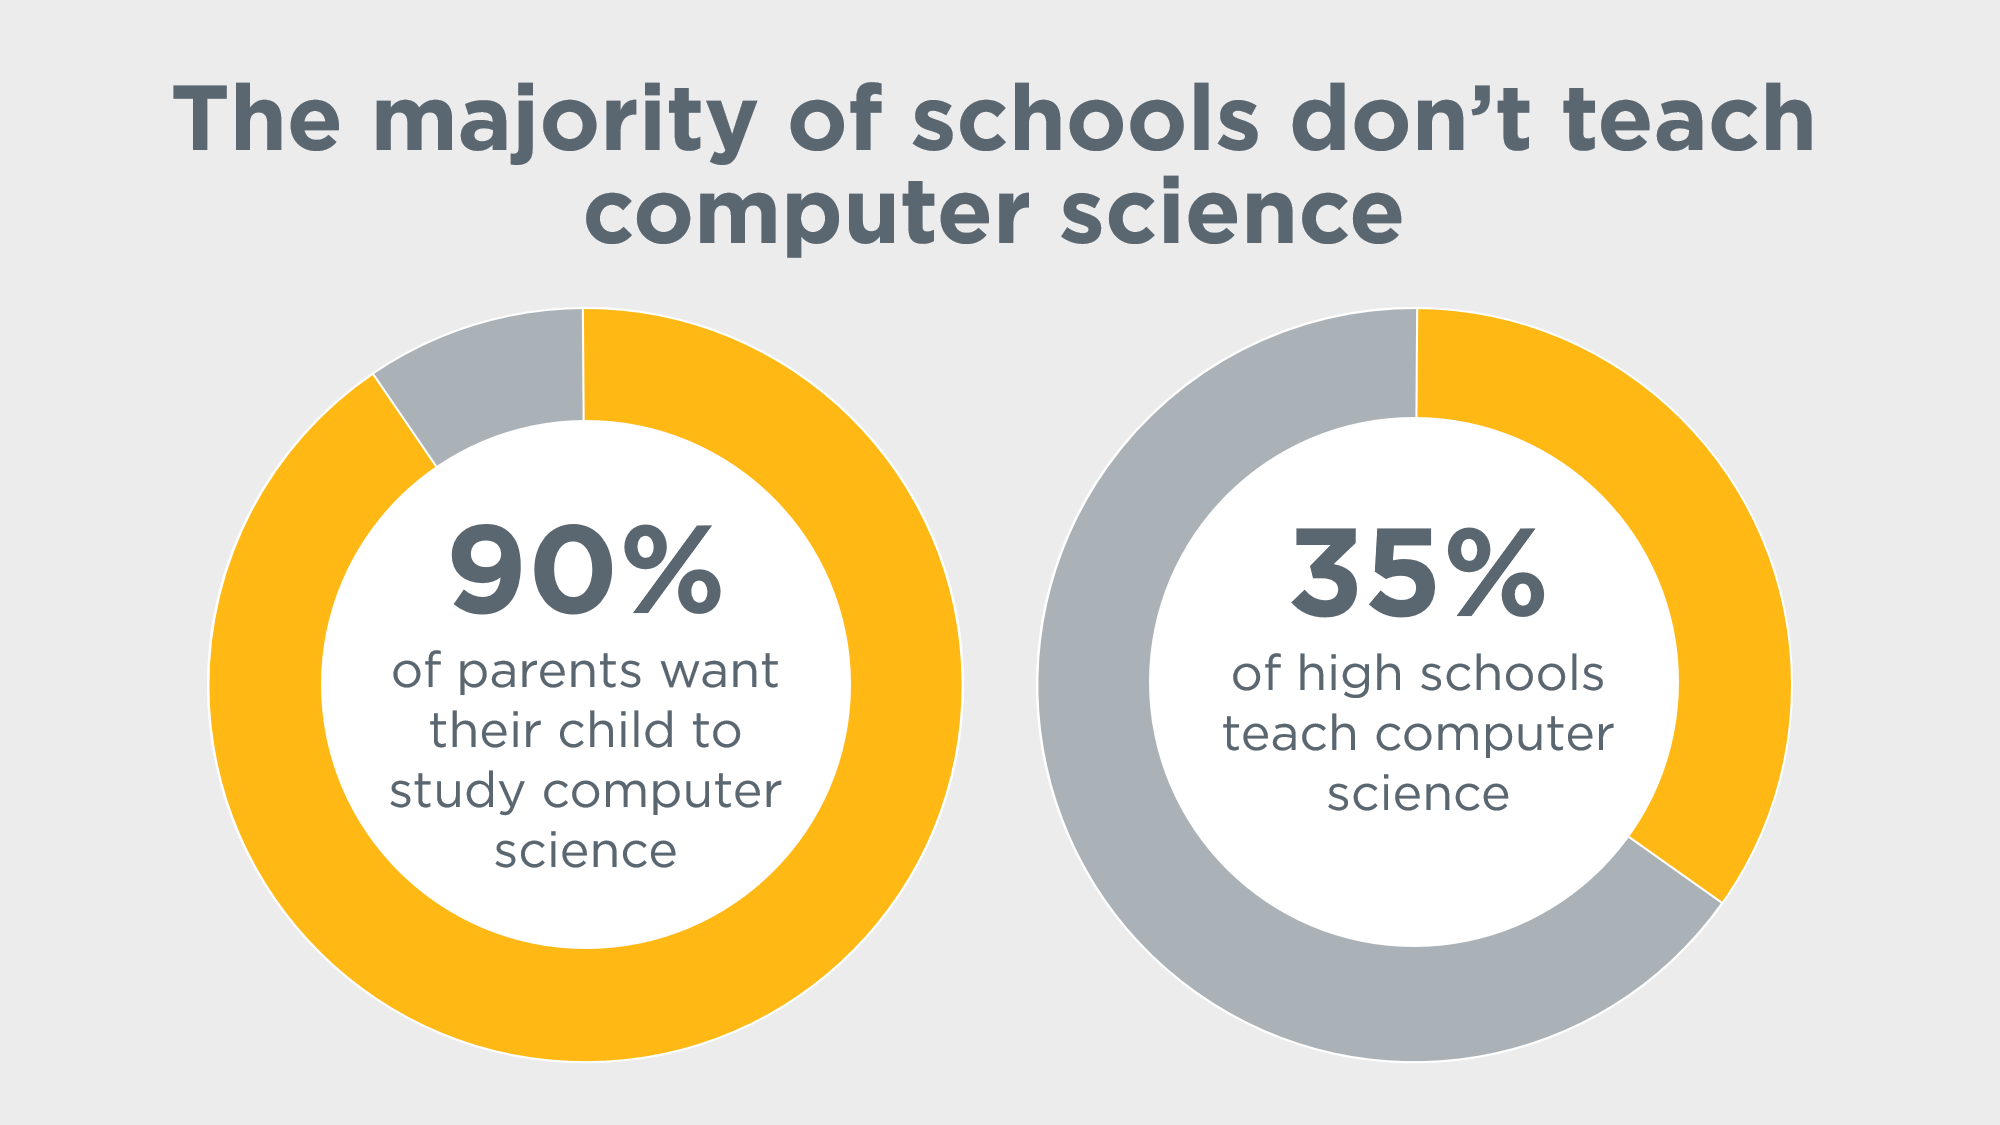 The majority of schools don’t teach
computer science
90%
of parents want
their child to
study computer
science
35%
of high schools
teach computer
science